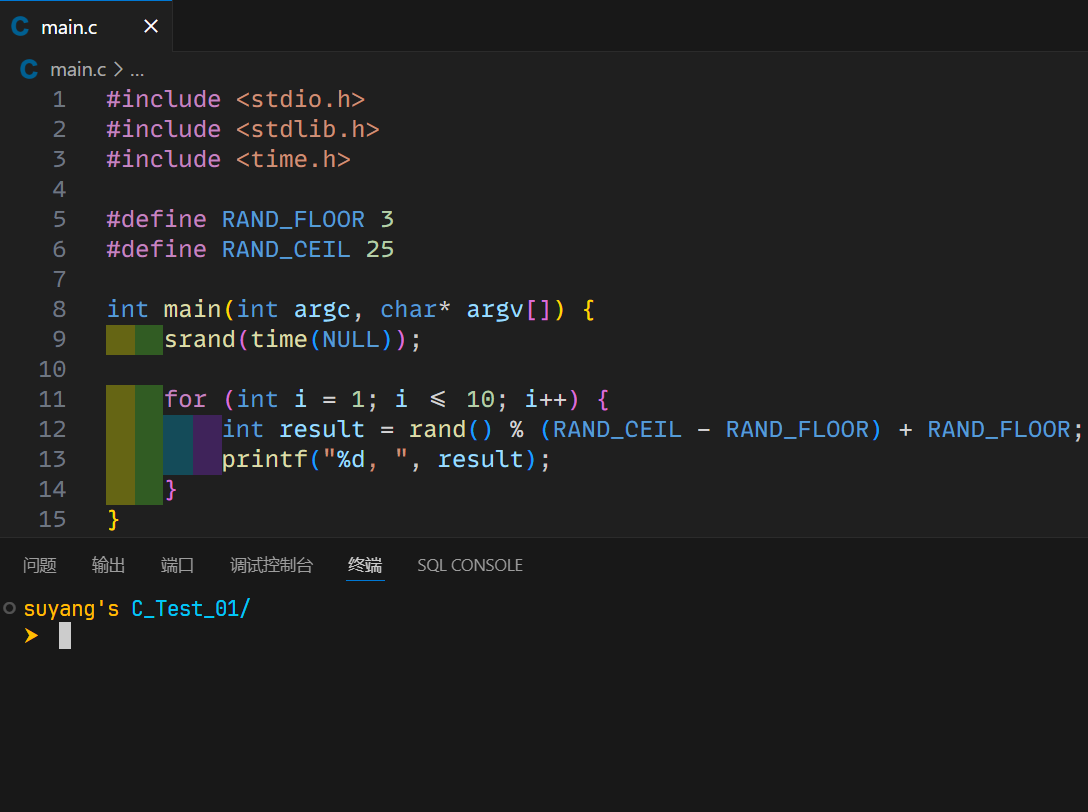 C main.c ×
C main.c > ...
1 #include <stdio.h>
2 #include <stdlib.h>
3 #include <time.h>
4
5 #define RAND_FLOOR 3
6 #define RAND_CEIL 25
7
8 int main(int argc, char* argv[]) {
9 srand(time(NULL));
10
11 for (int i = 1; i <= 10; i++) {
12 int result = rand() % (RAND_CEIL - RAND_FLOOR) + RAND_FLOOR;
13 printf("%d, ", result);
14 }
15 }
问题 输出 端口 调试控制台 终端 SQL CONSOLE
suyang's C_Test_01/
➤